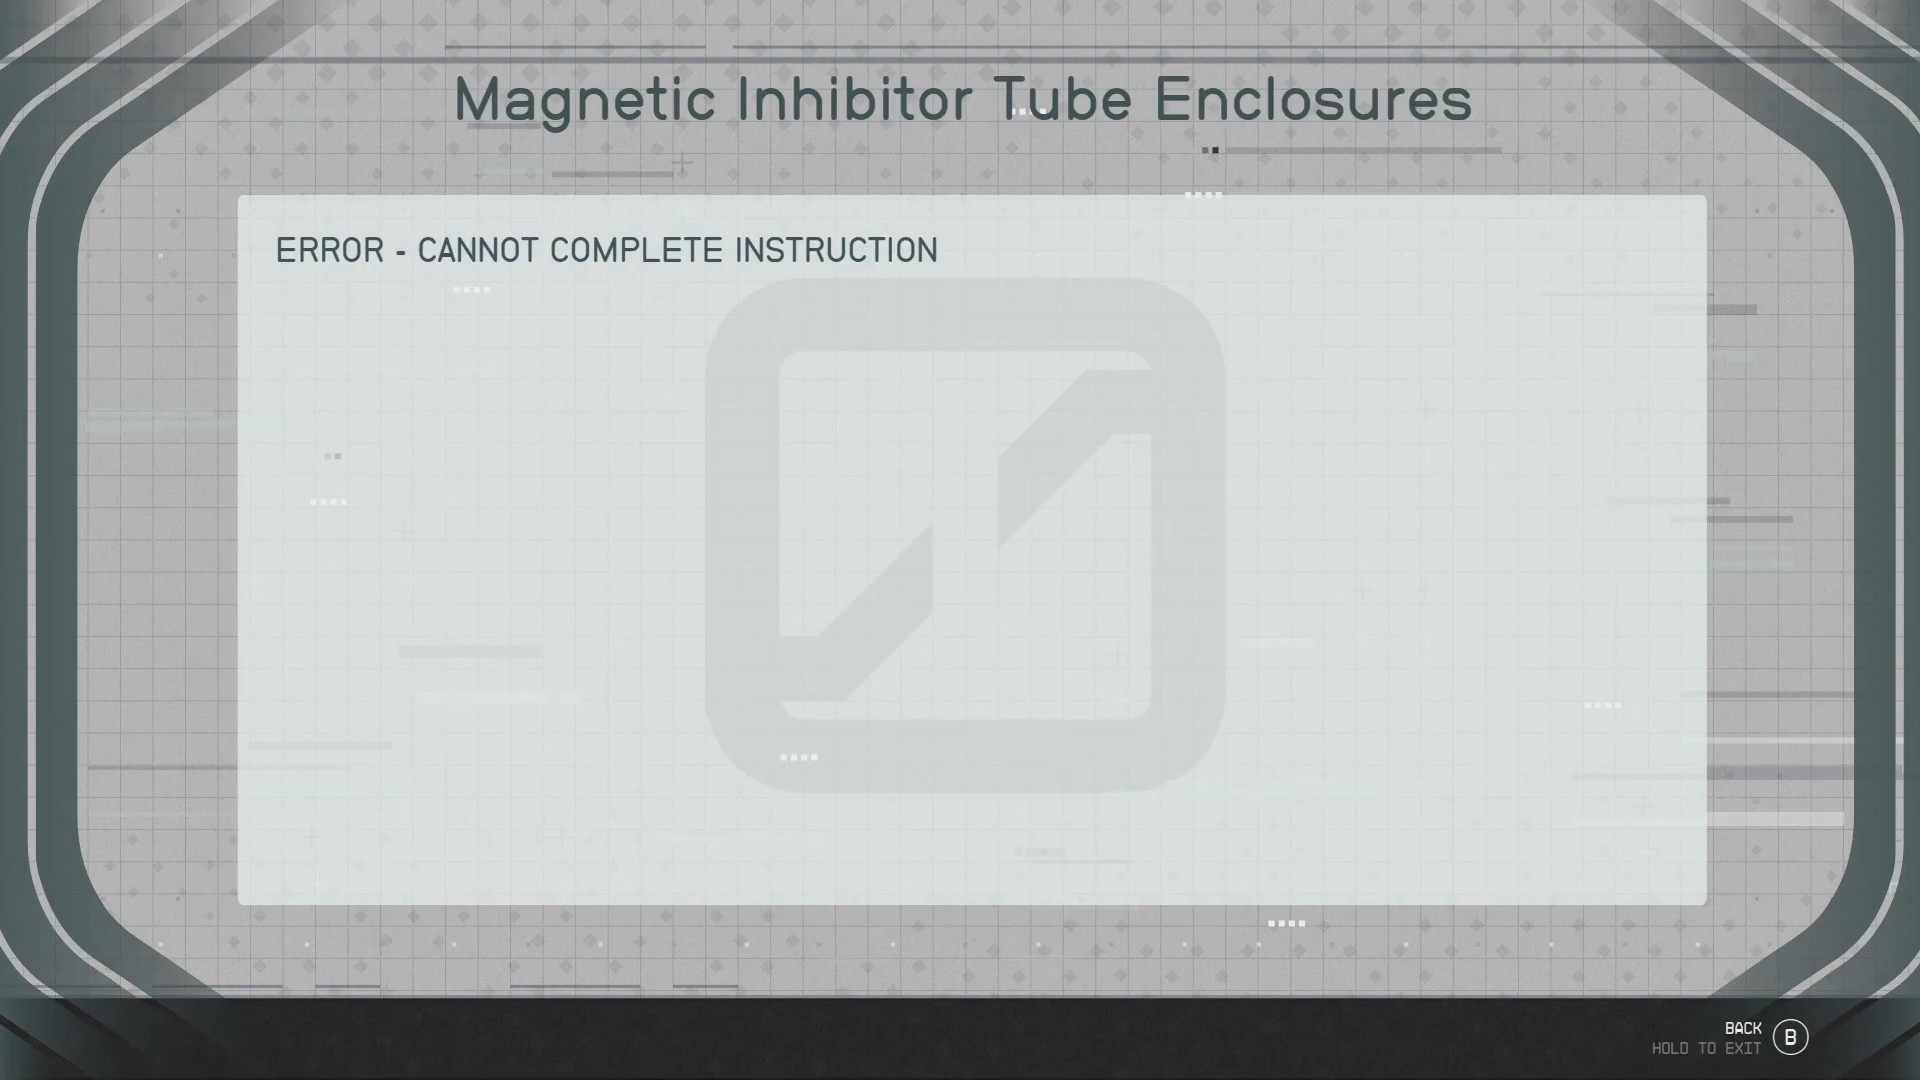 Magnetic Inhibitor Tube Enclosures
ERROR - CANNOT COMPLETE INSTRUCTION
BACK
HOLD TO EXIT
B